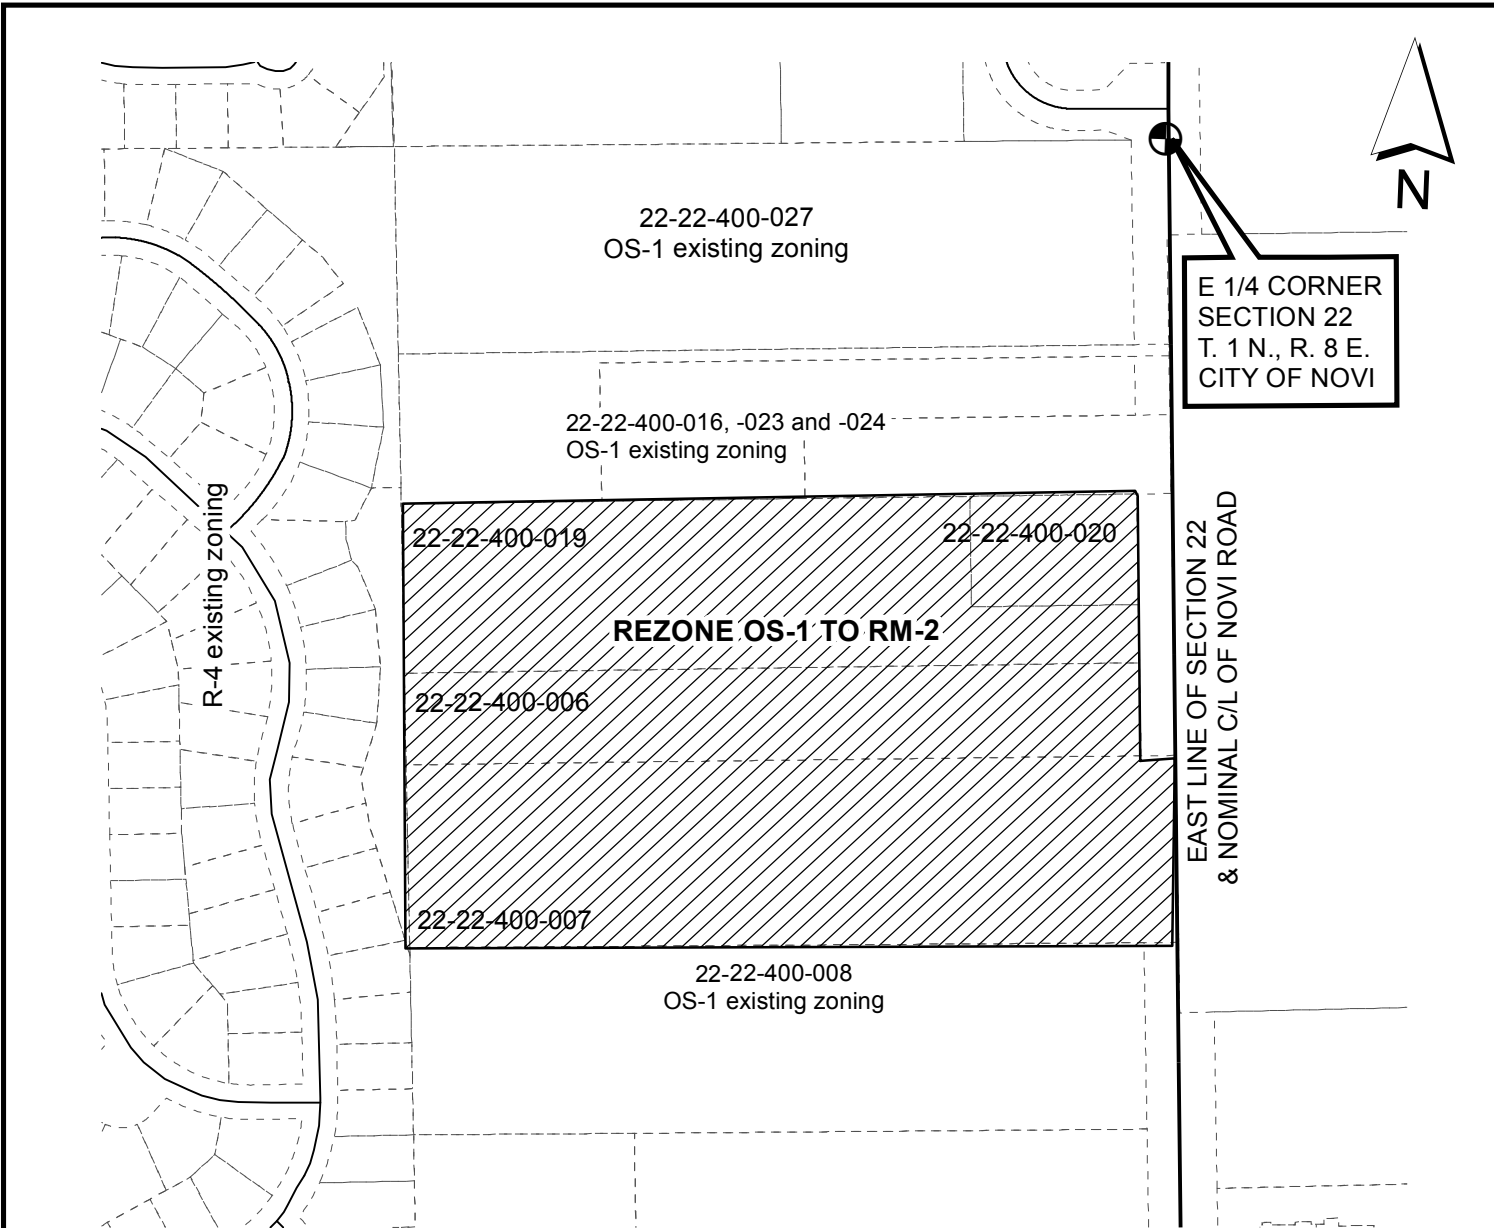 N
22-22-400-027
OS-1 existing zoning
E 1/4 CORNER
SECTION 22
T. 1 N., R. 8 E.
CITY OF NOVI
22-22-400-016, -023 and -024
OS-1 existing zoning
R-4 existing zoning
22-22-400-019
22-22-400-020
REZONE OS-1 TO RM-2
22-22-400-006
EAST LINE OF SECTION 22
& NOMINAL C/L OF NOVI ROAD
22-22-400-007
22-22-400-008
OS-1 existing zoning